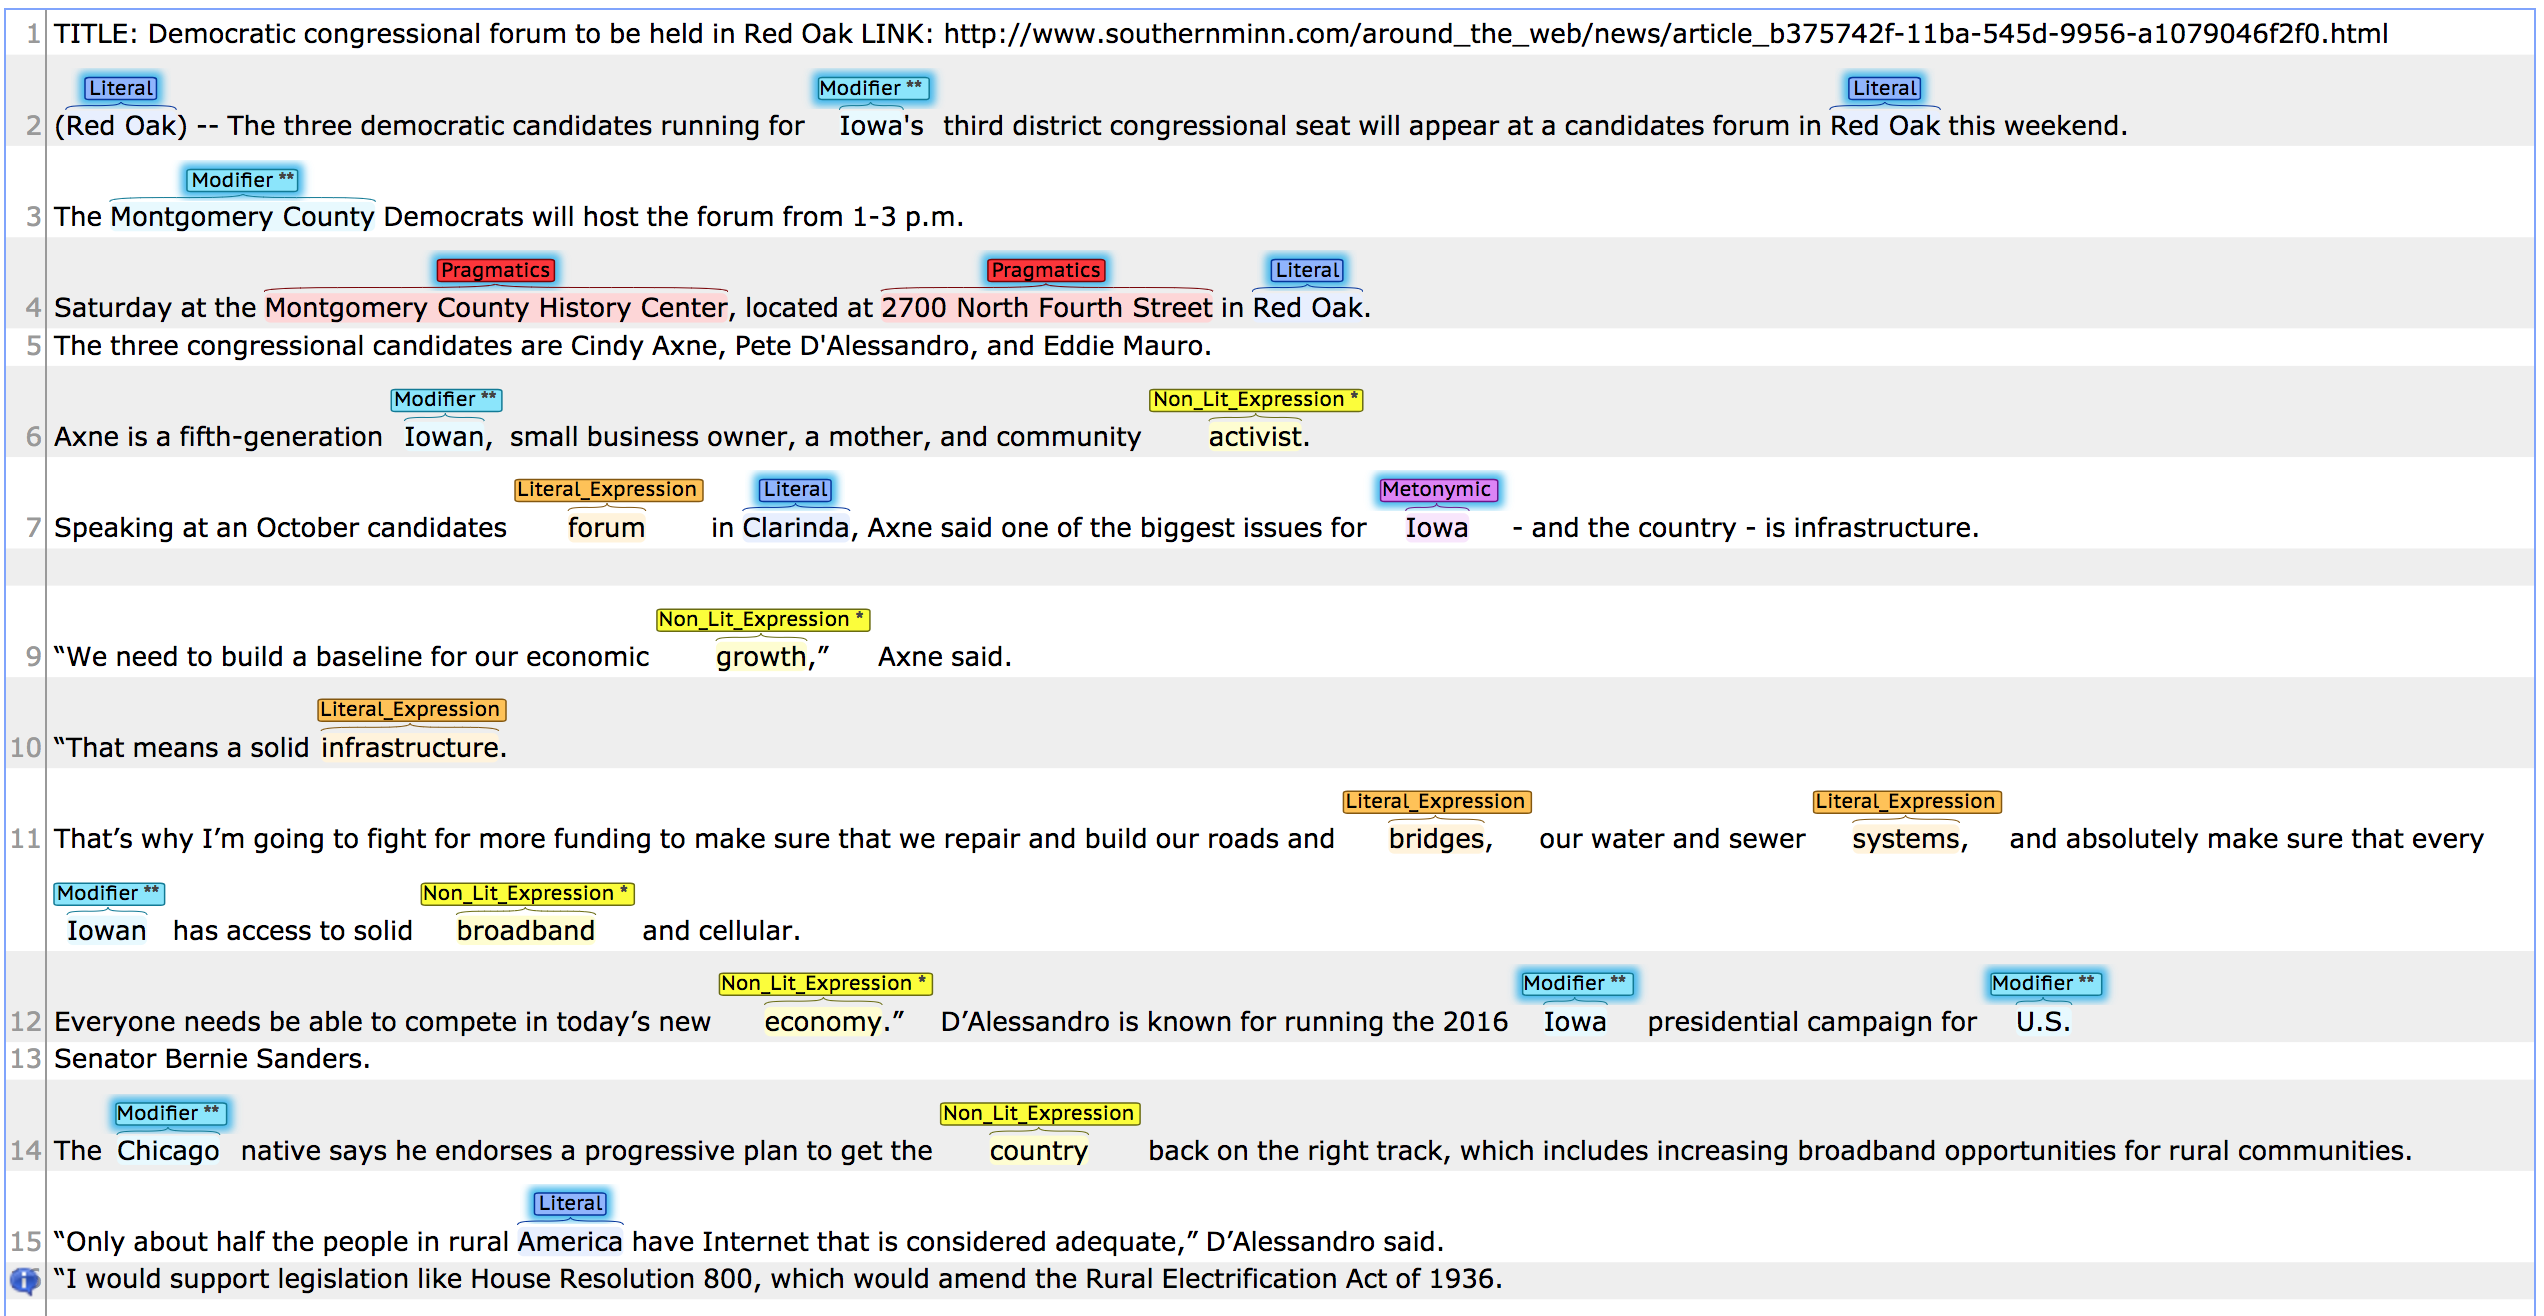 1 TITLE: Democratic congressional forum to be held in Red Oak LINK: http://www.southernminn.com/around_the_web/news/article_b375742f-11ba-545d-9956-a1079046f2f0.html
Literal Modifier ** Literal
2 (Red Oak) -- The three democratic candidates running for Iowa's third district congressional seat will appear at a candidates forum in Red Oak this weekend.
Modifier **
3 The Montgomery County Democrats will host the forum from 1-3 p.m.
Pragmatics Pragmatics Literal
4 Saturday at the Montgomery County History Center, located at 2700 North Fourth Street in Red Oak.
5 The three congressional candidates are Cindy Axne, Pete D'Alessandro, and Eddie Mauro.
Modifier ** Non_Lit_Expression *
6 Axne is a fifth-generation Iowan, small business owner, a mother, and community activist.
Literal_Expression Literal Metonymic
7 Speaking at an October candidates forum in Clarinda, Axne said one of the biggest issues for Iowa - and the country - is infrastructure.
Non_Lit_Expression *
9 “We need to build a baseline for our economic growth,” Axne said.
Literal_Expression
10 “That means a solid infrastructure.
Literal_Expression Literal_Expression
11 That’s why I’m going to fight for more funding to make sure that we repair and build our roads and bridges, our water and sewer systems, and absolutely make sure that every
Modifier ** Non_Lit_Expression *
Iowan has access to solid broadband and cellular.
Non_Lit_Expression * Modifier ** Modifier **
12 Everyone needs be able to compete in today’s new economy.” D’Alessandro is known for running the 2016 Iowa presidential campaign for U.S.
13 Senator Bernie Sanders.
Modifier ** Non_Lit_Expression
14 The Chicago native says he endorses a progressive plan to get the country back on the right track, which includes increasing broadband opportunities for rural communities.
Literal
15 “Only about half the people in rural America have Internet that is considered adequate,” D’Alessandro said.
“I would support legislation like House Resolution 800, which would amend the Rural Electrification Act of 1936.